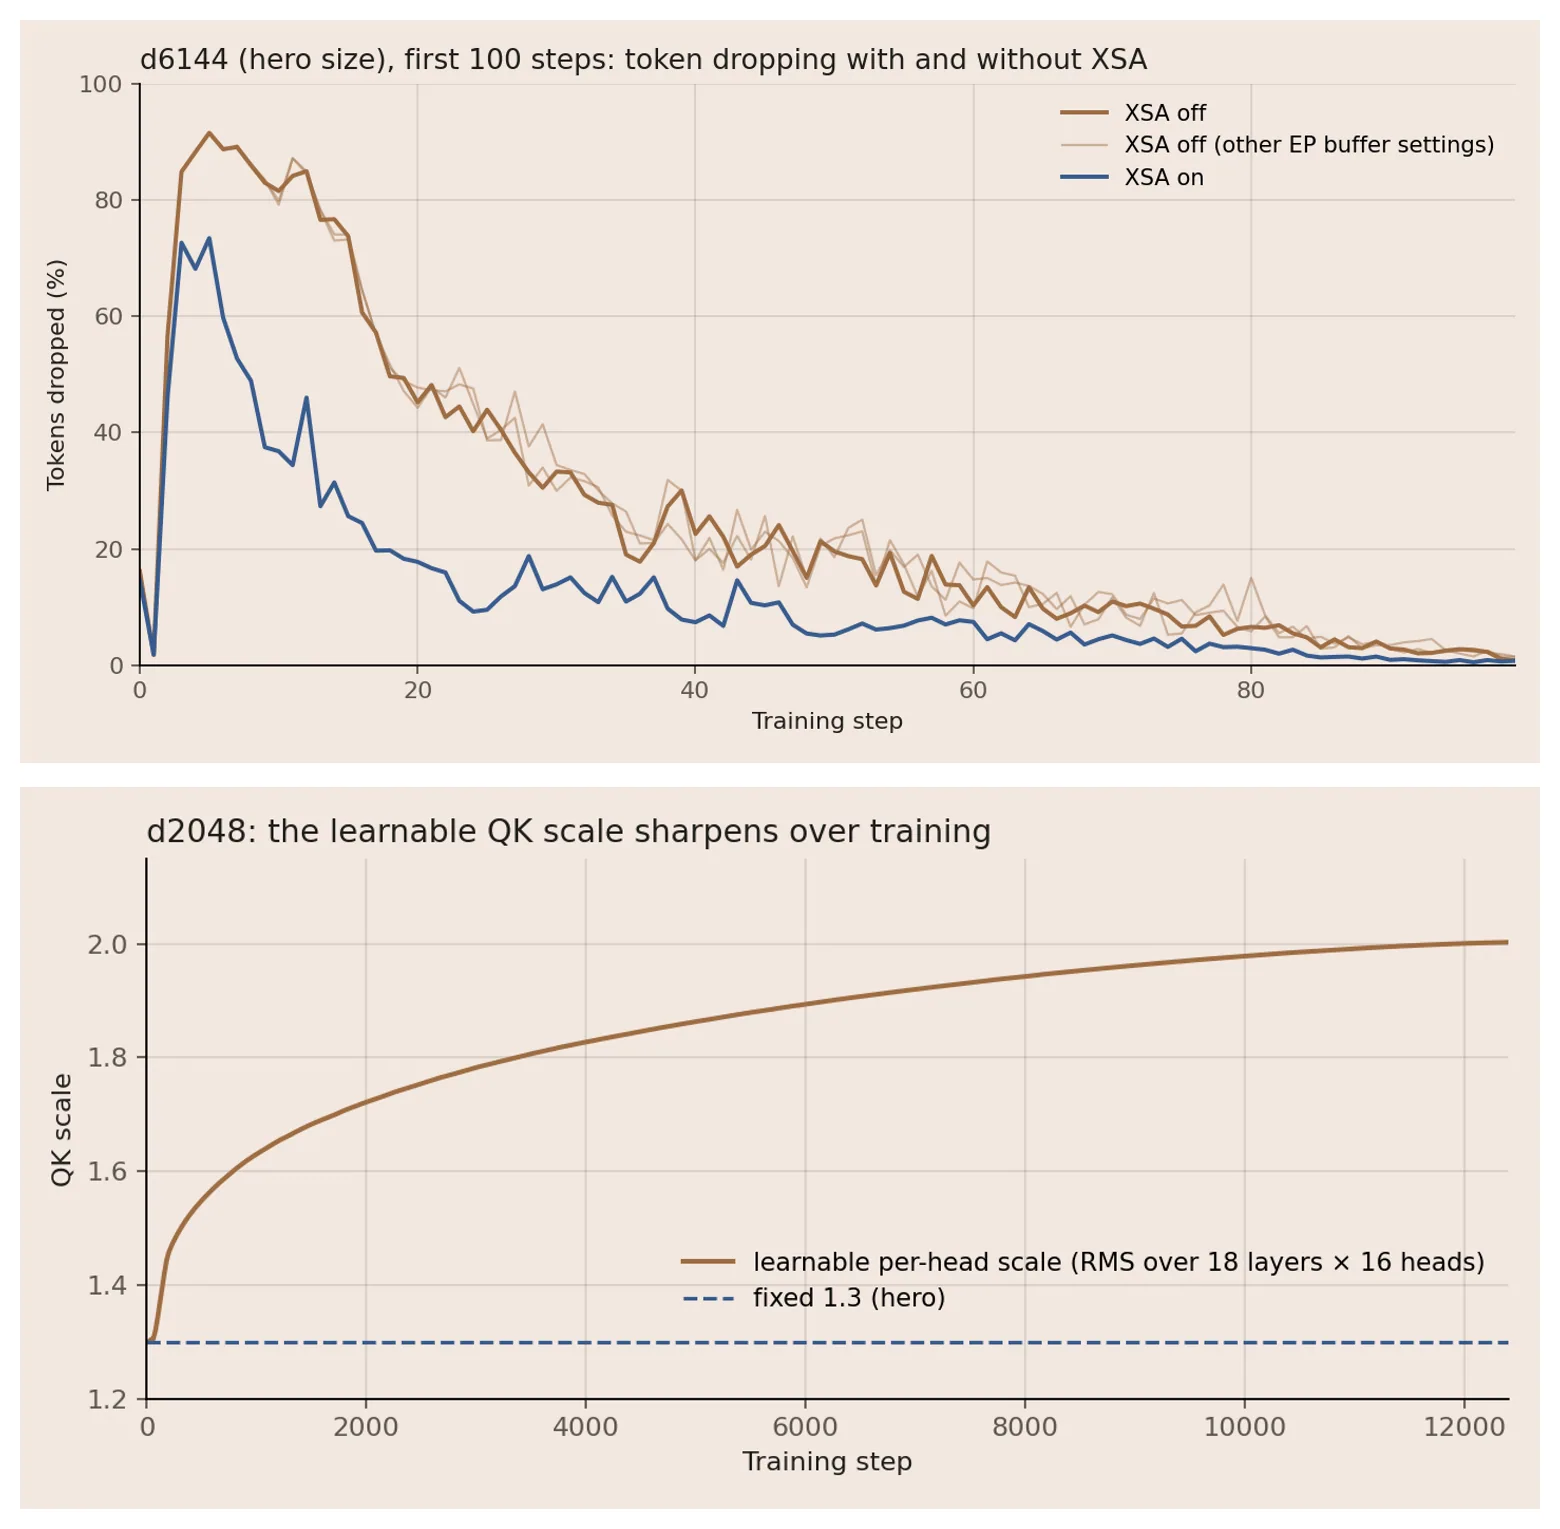 d6144 (hero size), first 100 steps: token dropping with and without XSA
XSA off
XSA off (other EP buffer settings)
XSA on
Tokens dropped (%)
100
80
60
40
20
0
0 20 40 60 80
Training step
d2048: the learnable QK scale sharpens over training
QK scale
2.0
1.8
1.6
1.4
1.2
learnable per-head scale (RMS over 18 layers × 16 heads)
fixed 1.3 (hero)
0 2000 4000 6000 8000 10000 12000
Training step